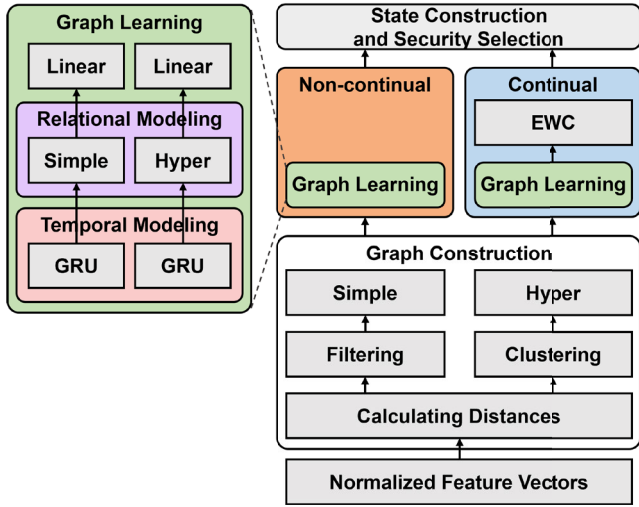 Graph Learning
Linear
Linear
Relational Modeling
Simple
Hyper
Temporal Modeling
GRU
GRU
State Construction
and Security Selection
Non-continual
Graph Learning
Continual
EWC
Graph Learning
Graph Construction
Simple
Hyper
Filtering
Clustering
Calculating Distances
Normalized Feature Vectors